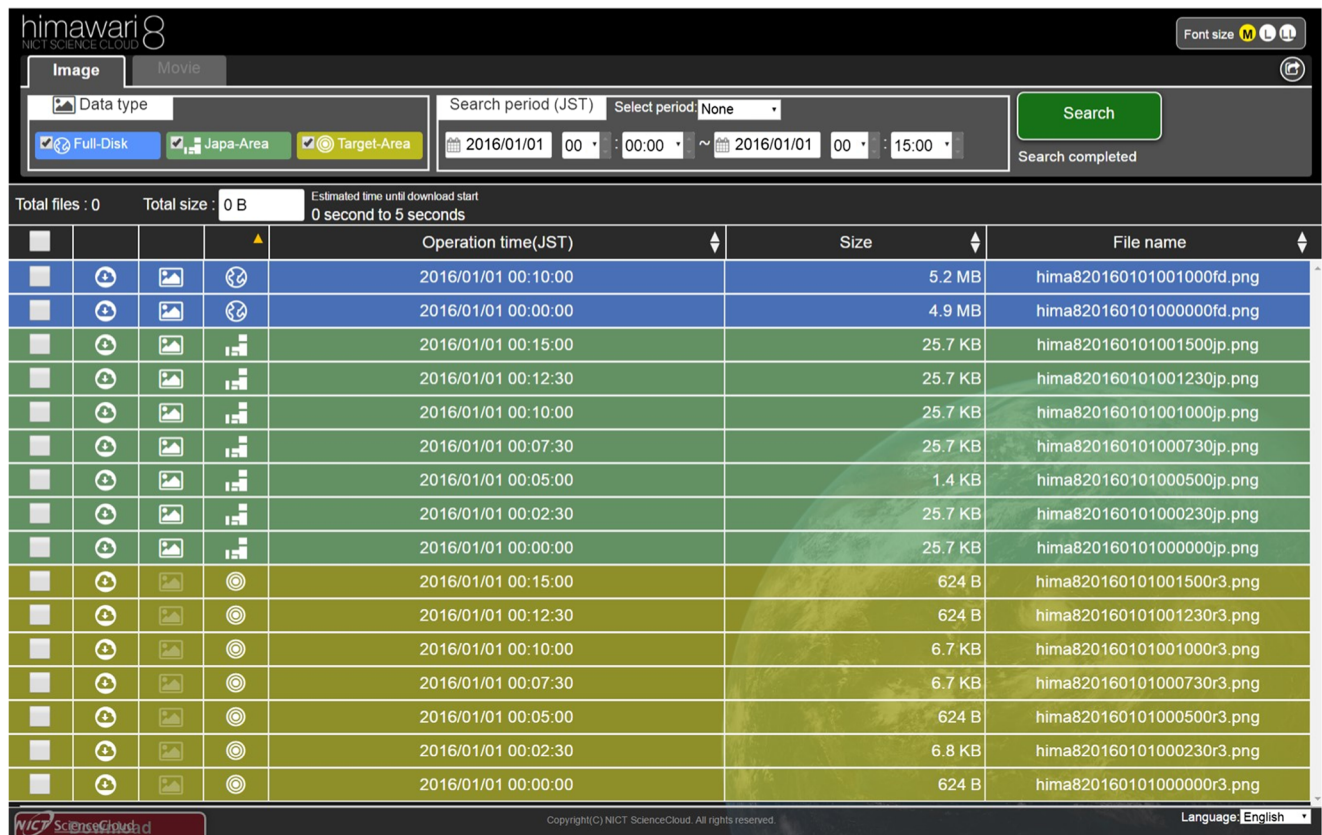 himawari 8
NICT SCIENCE CLOUD
Font size M L LL
Image Movie
Data type
Full-Disk Japa-Area Target-Area
Search period (JST) Select period: None
2016/01/01 00 : 00:00 ~ 2016/01/01 00 : 15:00
Search
Search completed
Total files : 0 Total size : 0 B
Estimated time until download start
0 second to 5 seconds
Operation time(JST) Size File name
2016/01/01 00:10:00 5.2 MB hima820160101001000fd.png
2016/01/01 00:00:00 4.9 MB hima820160101000000fd.png
2016/01/01 00:15:00 25.7 KB hima820160101001500jp.png
2016/01/01 00:12:30 25.7 KB hima820160101001230jp.png
2016/01/01 00:10:00 25.7 KB hima820160101001000jp.png
2016/01/01 00:07:30 25.7 KB hima820160101000730jp.png
2016/01/01 00:05:00 1.4 KB hima820160101000500jp.png
2016/01/01 00:02:30 25.7 KB hima820160101000230jp.png
2016/01/01 00:00:00 25.7 KB hima820160101000000jp.png
2016/01/01 00:15:00 624 B hima820160101001500r3.png
2016/01/01 00:12:30 624 B hima820160101001230r3.png
2016/01/01 00:10:00 6.7 KB hima820160101001000r3.png
2016/01/01 00:07:30 6.7 KB hima820160101000730r3.png
2016/01/01 00:05:00 624 B hima820160101000500r3.png
2016/01/01 00:02:30 6.8 KB hima820160101000230r3.png
2016/01/01 00:00:00 624 B hima820160101000000r3.png
NICT ScienceCloud Download
Copyright(C) NICT ScienceCloud. All rights reserved.
Language: English